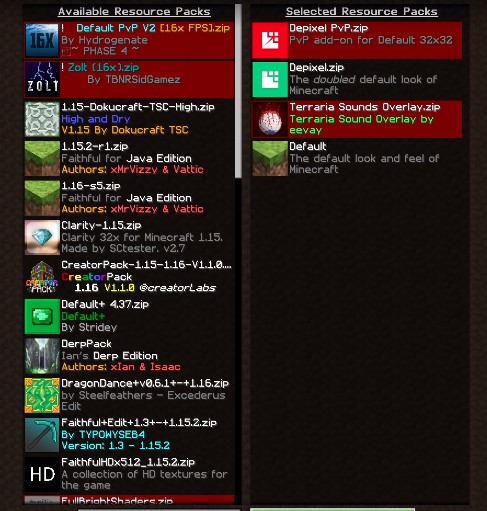 Available Resource Packs
! Default PvP V2 [16x FPS].zip
By Hydrogenate
~ PHASE 4 ~
16X
! Zolt [16x].zip
By TBNRSidGamez
ZOLT
1.15-Dokucraft-TSC-High.zip
High and Dry
V1.15 By Dokucraft TSC
1.15.2-r1.zip
Faithful for Java Edition
Authors: xMrVizzy & Vattic
1.16-s5.zip
Faithful for Java Edition
Authors: xMrVizzy & Vattic
Clarity-1.15.zip
Clarity 32x for Minecraft 1.15.
Made by SCtester. v2.7
CreatorPack-1.15-1.16-V1.1.0....
CreatorPack
1.16 V1.1.0 @creatorLabs
PACK
Default+ 4.37.zip
Default+
By Stridey
DerpPack
Ian's Derp Edition
Authors: xIan & Isaac
DragonDance+v0.6.1+-+1.16.zip
by Steelfeathers - Excederus
Edit
Faithful+Edit+1.3+-+1.15.2.zip
By TYPOWYSEB4
Version: 1.3 - 1.15.2
HD
FaithfulHDx512_1.15.2.zip
A collection of HD textures for
the game
FullBrightShaders.zip
Selected Resource Packs
Depixel PvP.zip
PvP add-on for Default 32x32
Depixel.zip
The doubled default look of
Minecraft
Terraria Sounds Overlay.zip
Terraria Sound Overlay by
eevay
Default
The default look and feel of
Minecraft